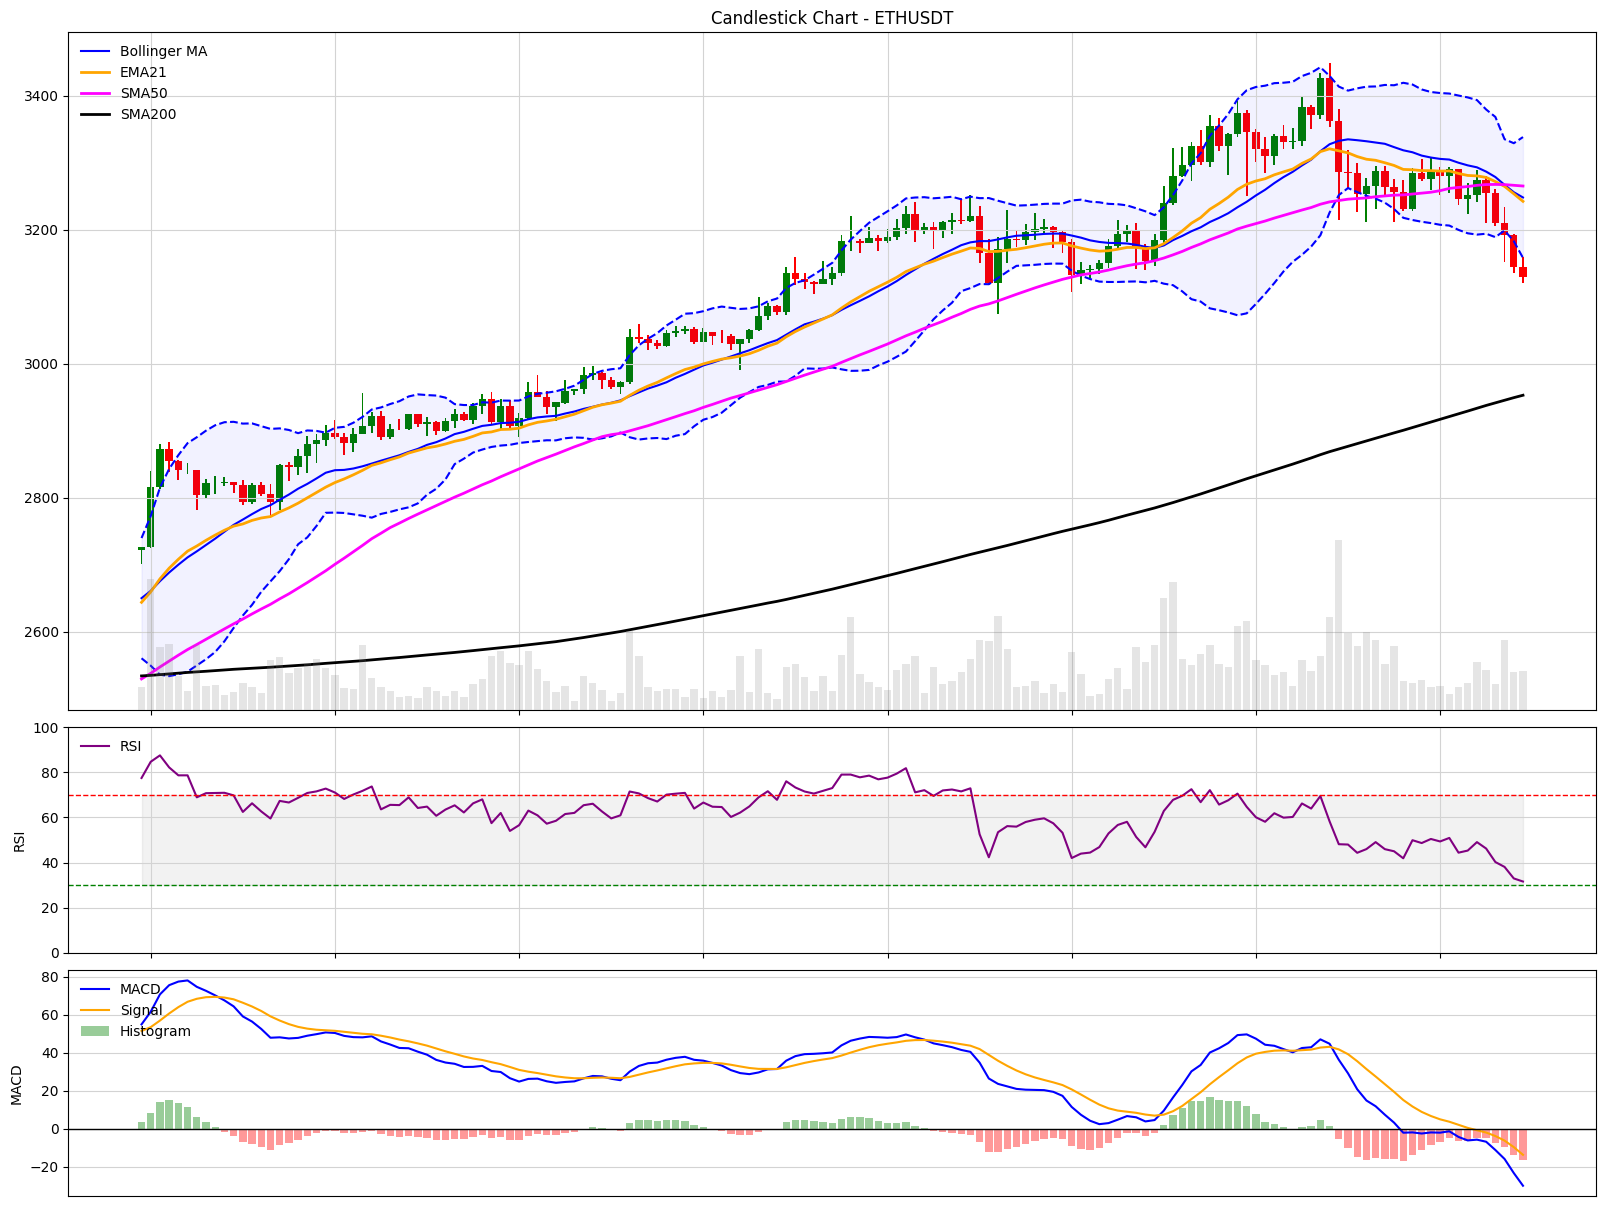 Candlestick Chart - ETHUSDT
Bollinger MA
EMA21
SMA50
SMA200
3400
3200
3000
2800
2600
RSI
100
80
60
40
20
0
RSI
MACD
Signal
Histogram
80
60
40
20
0
−20
MACD